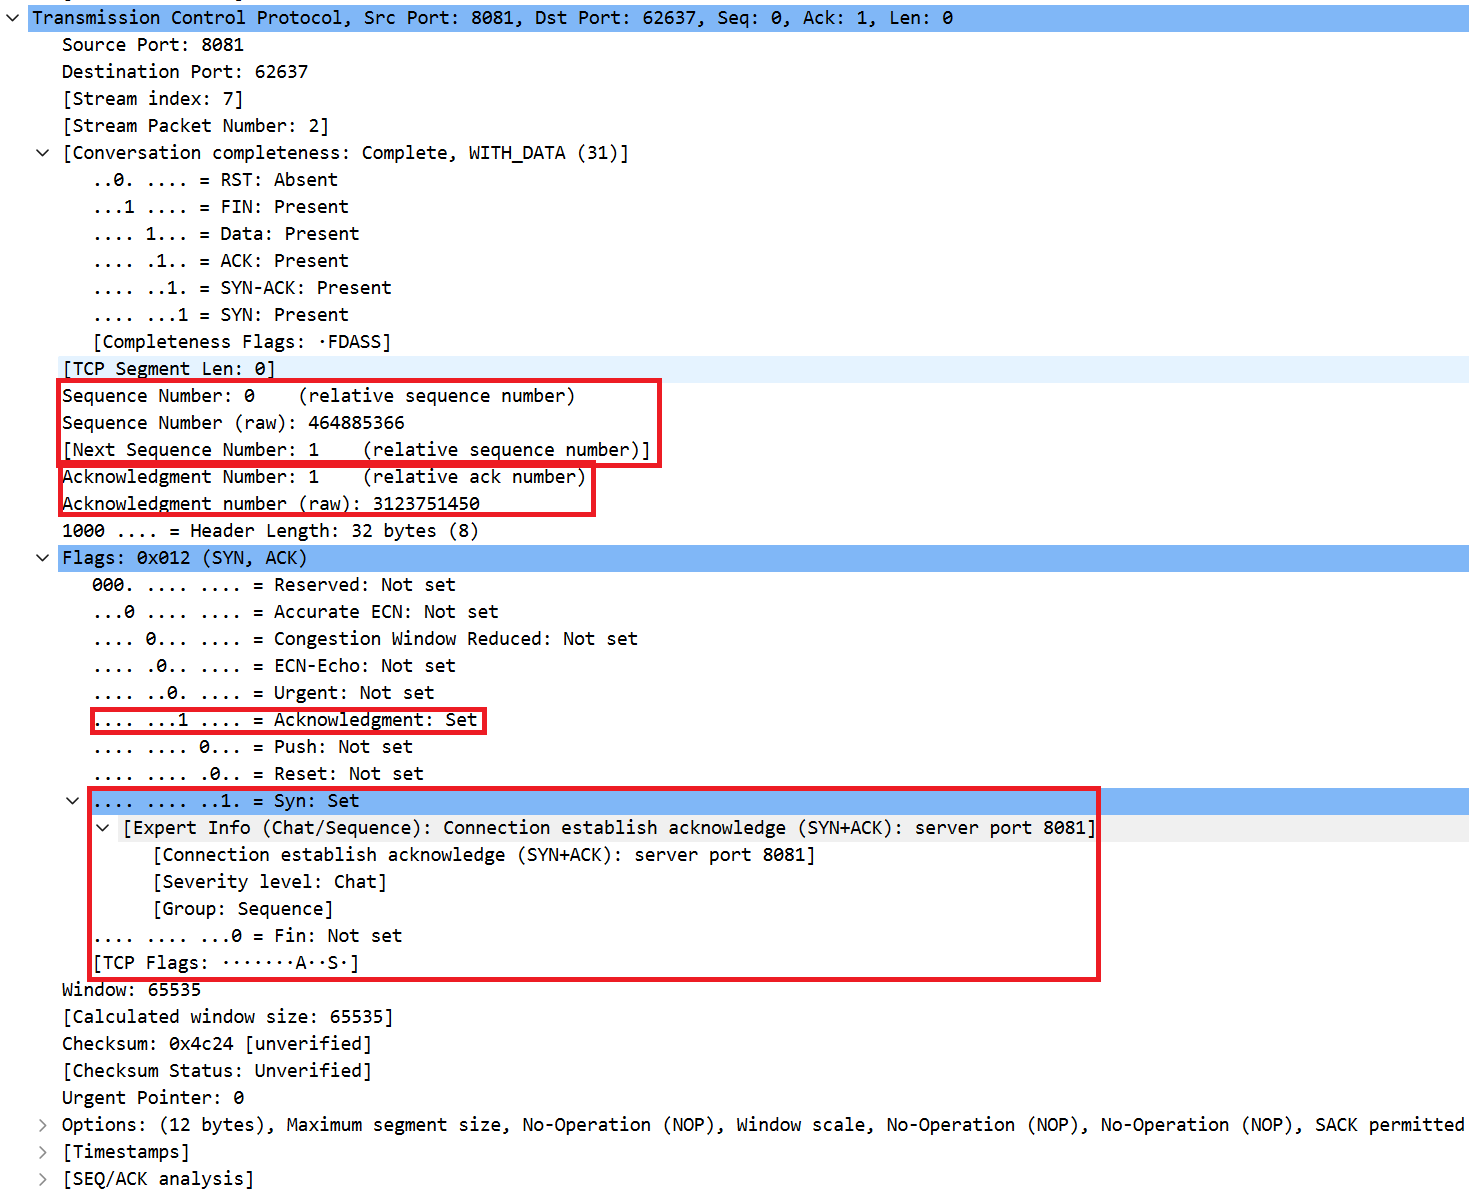 Transmission Control Protocol, Src Port: 8081, Dst Port: 62637, Seq: 0, Ack: 1, Len: 0
Source Port: 8081
Destination Port: 62637
[Stream index: 7]
[Stream Packet Number: 2]
[Conversation completeness: Complete, WITH_DATA (31)]
..0. .... = RST: Absent
...1 .... = FIN: Present
.... 1... = Data: Present
.... .1.. = ACK: Present
.... ..1. = SYN-ACK: Present
.... ...1 = SYN: Present
[Completeness Flags: ·FDASS]
[TCP Segment Len: 0]
Sequence Number: 0    (relative sequence number)
Sequence Number (raw): 464885366
[Next Sequence Number: 1    (relative sequence number)]
Acknowledgment Number: 1    (relative ack number)
Acknowledgment number (raw): 3123751450
1000 .... = Header Length: 32 bytes (8)
Flags: 0x012 (SYN, ACK)
000. .... .... = Reserved: Not set
...0 .... .... = Accurate ECN: Not set
.... 0... .... = Congestion Window Reduced: Not set
.... .0.. .... = ECN-Echo: Not set
.... ..0. .... = Urgent: Not set
.... ...1 .... = Acknowledgment: Set
.... .... 0... = Push: Not set
.... .... .0.. = Reset: Not set
.... .... ..1. = Syn: Set
[Expert Info (Chat/Sequence): Connection establish acknowledge (SYN+ACK): server port 8081]
[Connection establish acknowledge (SYN+ACK): server port 8081]
[Severity level: Chat]
[Group: Sequence]
.... .... ...0 = Fin: Not set
[TCP Flags: ·······A··S·]
Window: 65535
[Calculated window size: 65535]
Checksum: 0x4c24 [unverified]
[Checksum Status: Unverified]
Urgent Pointer: 0
Options: (12 bytes), Maximum segment size, No-Operation (NOP), Window scale, No-Operation (NOP), No-Operation (NOP), SACK permitted
[Timestamps]
[SEQ/ACK analysis]